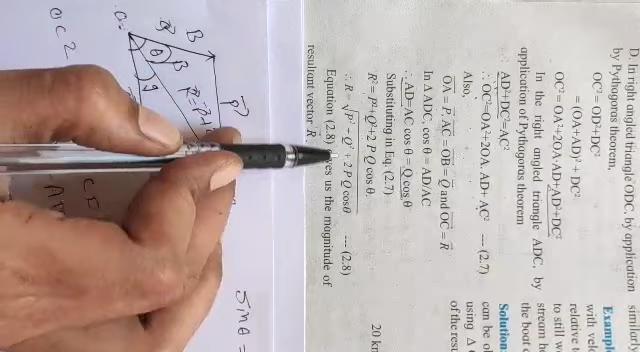 D. In right angled triangle ODC, by application
by Pythagoras theorem,
OC² = OD²+DC²
= (OA+AD)² + DC²
OC² = OA²+2OA.AD+AD²+DC²
In the right angled triangle ADC, by
application of Pythagoras theorem
AD²+DC²=AC²
∴ OC²=OA²+2OA.AD+ AC² --- (2.7)
Also,
OA = P, AC = OB = Q and OC = R
In Δ ADC, cos θ = AD/AC
∴ AD=AC cos θ = Q cos θ
Substituting in Eq. (2.7)
R² = P²+Q²+2 P Q cos θ.
∴ R = √P² + Q² + 2 P Q cosθ --- (2.8)
Equation (2.8) us the magnitude of
resultant vector R
similarly
Exampl
with velo
relative
to still w
stream h
the boat
Solution
can be o
using Δ
of the resu
20 km
B
P
Q
θ
B
O
OC2
sin θ =